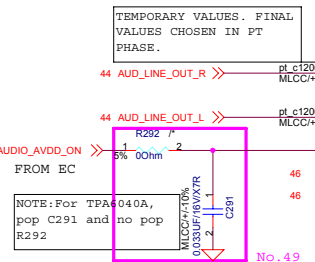 TEMPORARY VALUES. FINAL
VALUES CHOSEN IN PT
PHASE.
44 AUD_LINE_OUT_R
pt_c120
MLCC/+
44 AUD_LINE_OUT_L
pt_c120
MLCC/+
R292 /*
AUDIO_AVDD_ON
1
2
5% 0Ohm
FROM EC
46
46
NOTE:For TPA6040A,
pop C291 and no pop
R292
MLCC/+/-10%
0.033UF/16V/X7R
1
2
C291
No.49